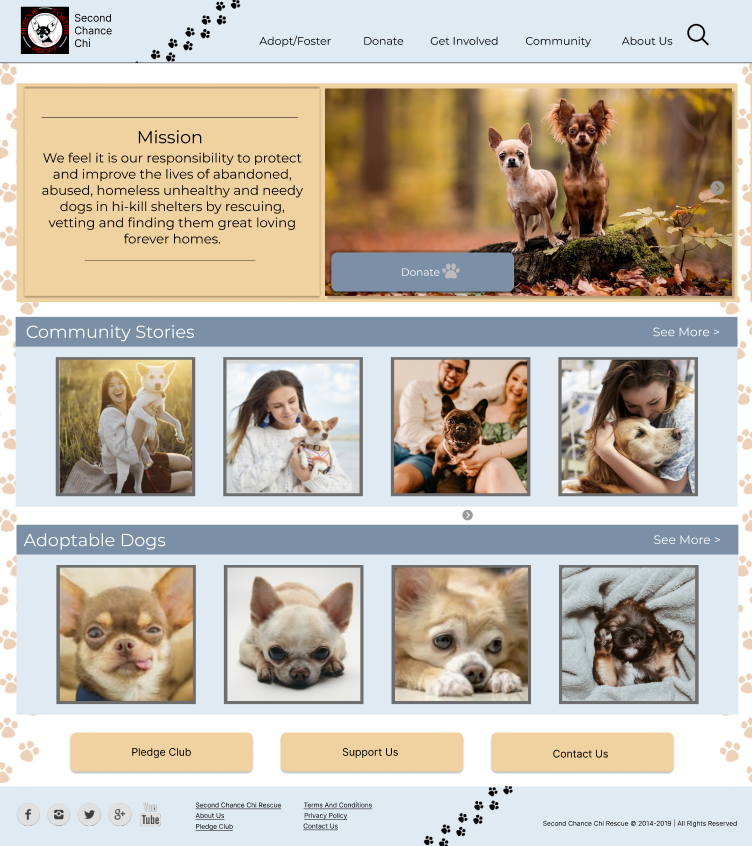 Second
Chance
Chi
Adopt/Foster
Donate
Get Involved
Community
About Us
Mission
We feel it is our responsibility to protect
and improve the lives of abandoned,
abused, homeless unhealthy and needy
dogs in hi-kill shelters by rescuing,
vetting and finding them great loving
forever homes.
Donate
Community Stories
See More >
Adoptable Dogs
See More >
Pledge Club
Support Us
Contact Us
f
g+
You
Tube
Second Chance Chi Rescue
About Us
Pledge Club
Terms And Conditions
Privacy Policy
Contact Us
Second Chance Chi Rescue © 2014-2019 | All Rights Reserved